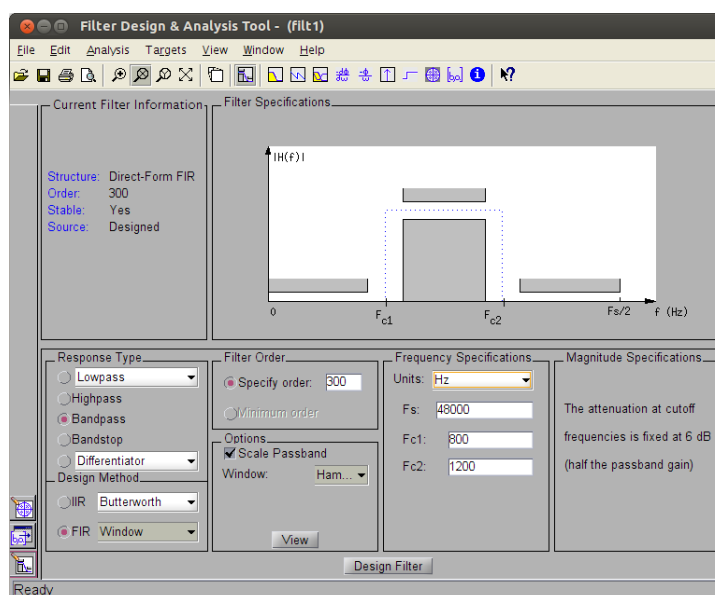 Filter Design & Analysis Tool - (filt1)
File Edit Analysis Targets View Window Help
Current Filter Information
Structure: Direct-Form FIR
Order: 300
Stable: Yes
Source: Designed
Filter Specifications
|H(f)|
0
Fc1
Fc2
Fs/2
f (Hz)
Response Type
Lowpass
Highpass
Bandpass
Bandstop
Differentiator
Design Method
IIR Butterworth
FIR Window
Filter Order
Specify order: 300
Minimum order
Options
Scale Passband
Window: Ham...
View
Frequency Specifications
Units: Hz
Fs: 48000
Fc1: 800
Fc2: 1200
Magnitude Specifications
The attenuation at cutoff
frequencies is fixed at 6 dB
(half the passband gain)
Design Filter
Ready